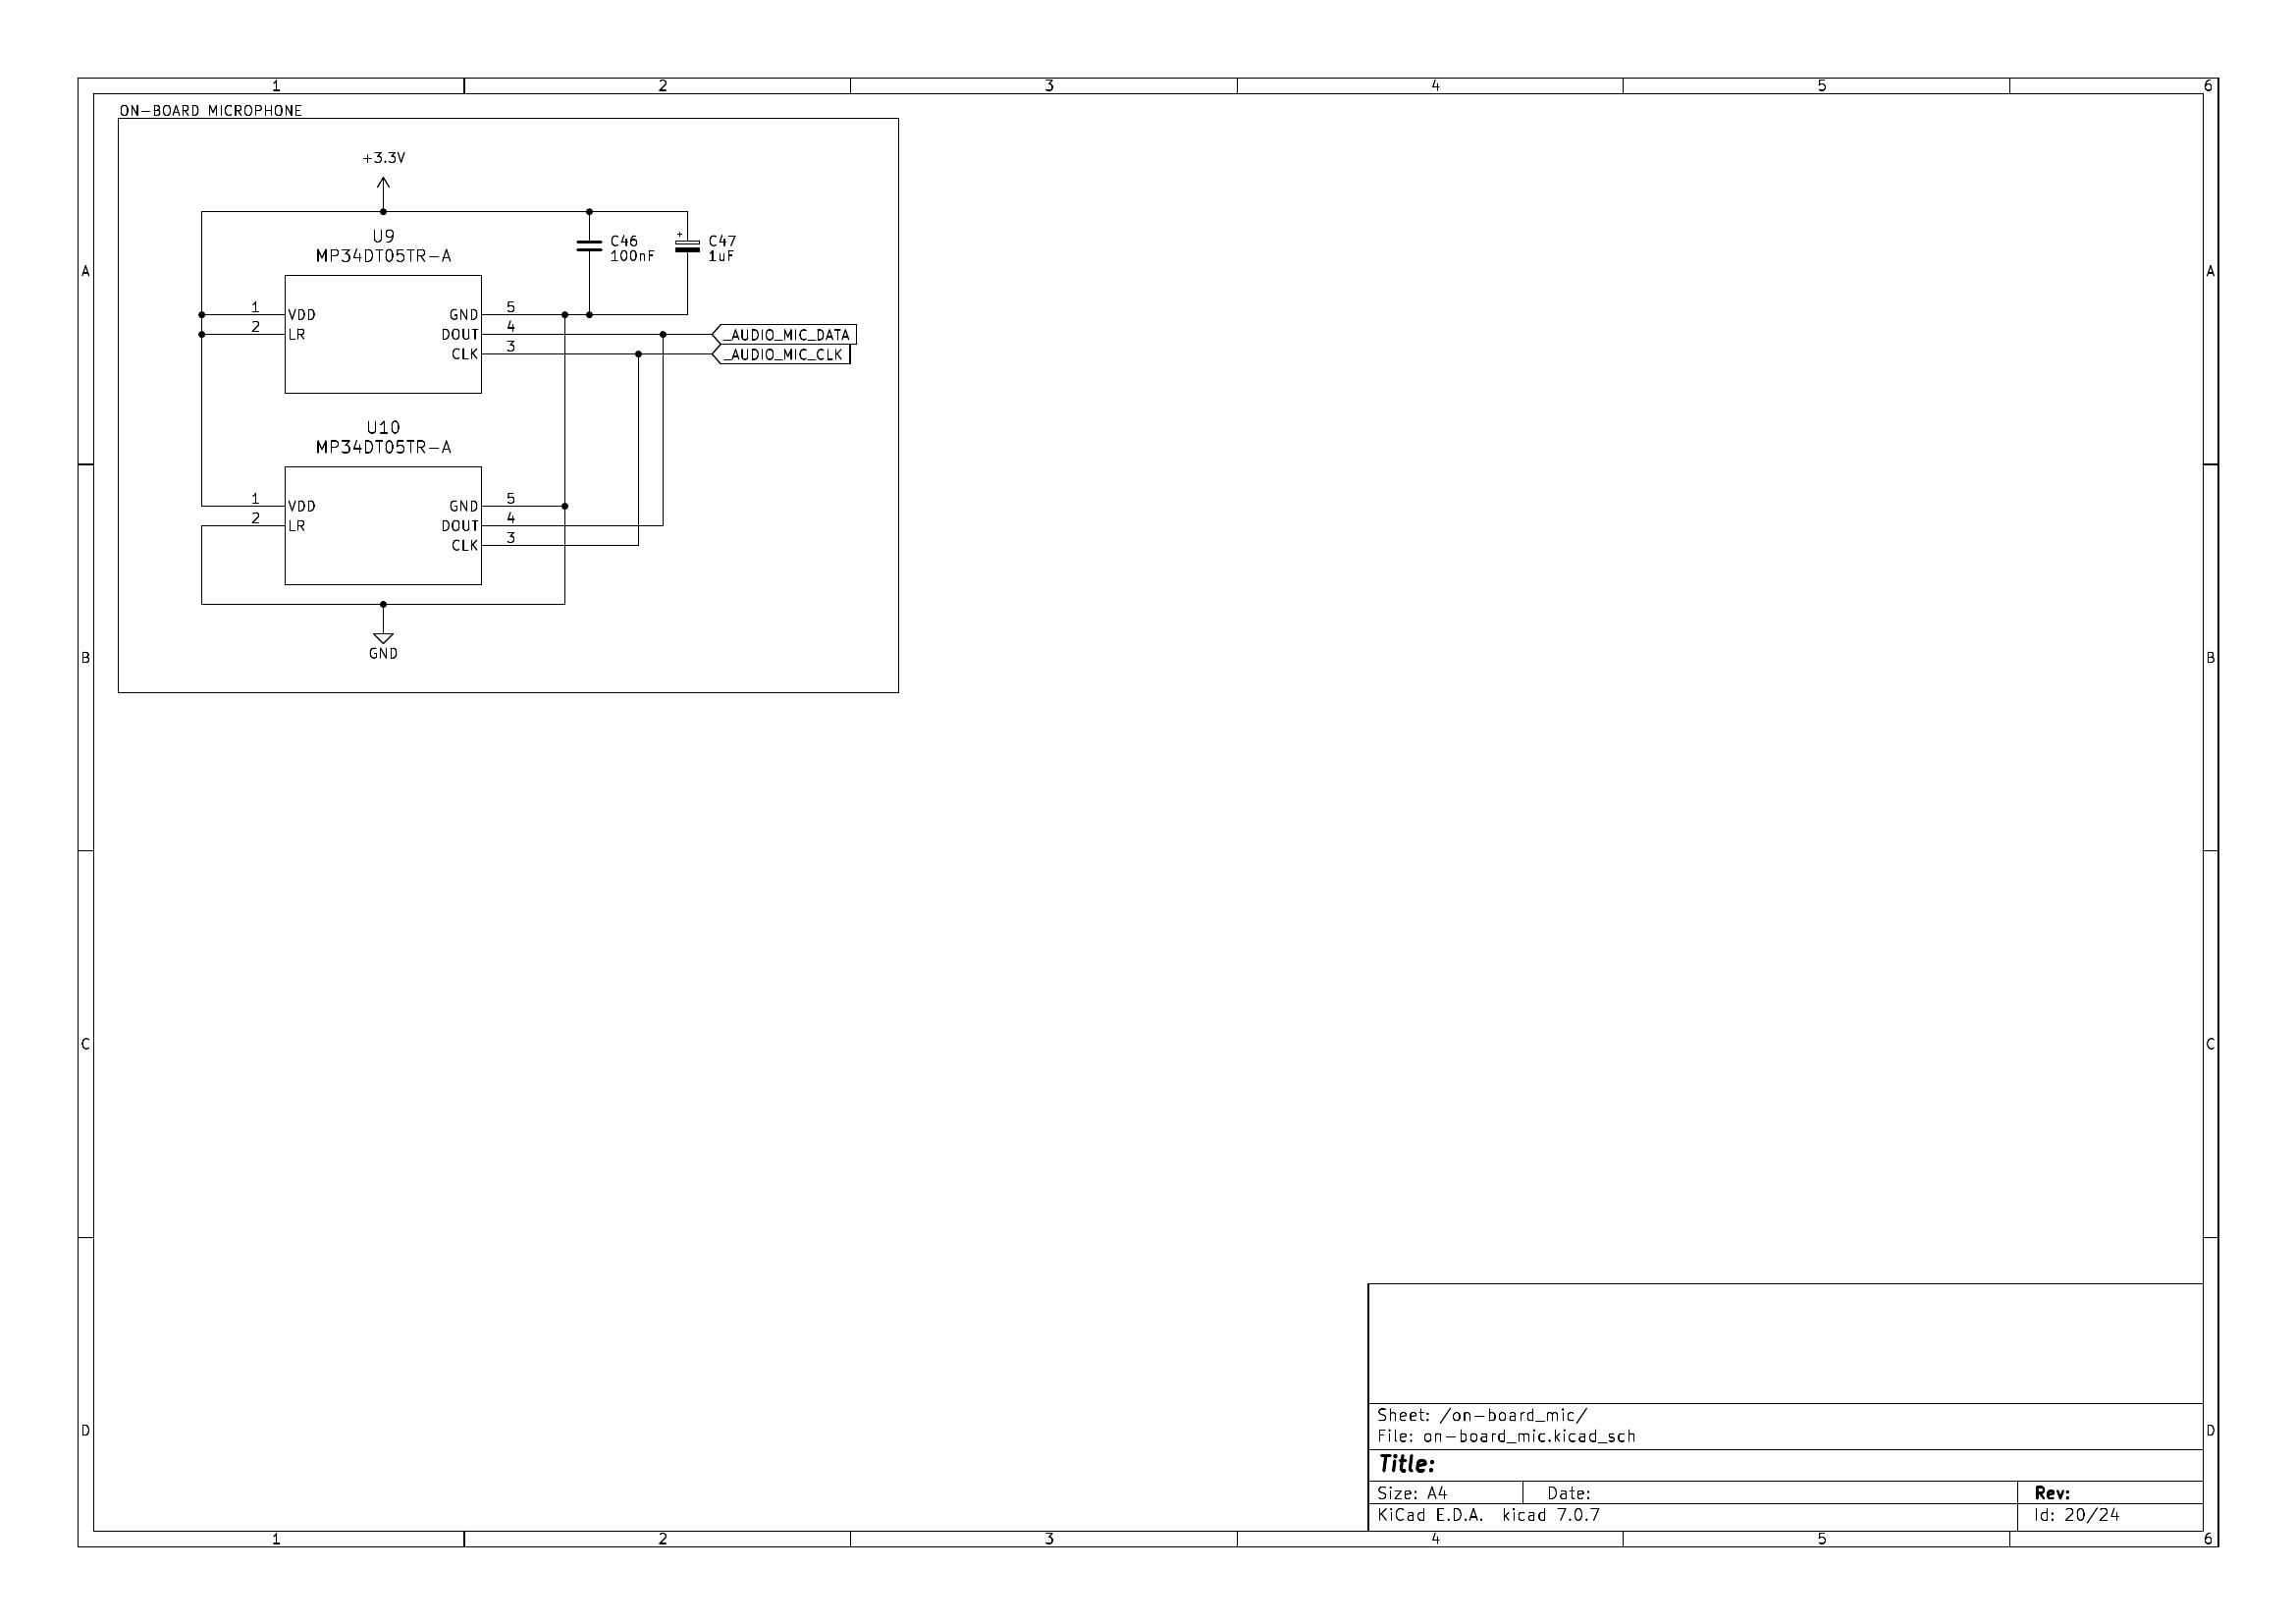 1 2 3 4 5 6
ON-BOARD MICROPHONE
+3.3V
U9
MP34DT05TR-A
C46
100nF
C47
1uF
A
A
1 VDD
2 LR
GND 5
DOUT 4
CLK 3
_AUDIO_MIC_DATA
_AUDIO_MIC_CLK
U10
MP34DT05TR-A
1 VDD
2 LR
GND 5
DOUT 4
CLK 3
GND
B
B
C
C
D
D
Sheet: /on-board_mic/
File: on-board_mic.kicad_sch
Title:
Size: A4 Date: Rev:
KiCad E.D.A. kicad 7.0.7 Id: 20/24
1 2 3 4 5 6